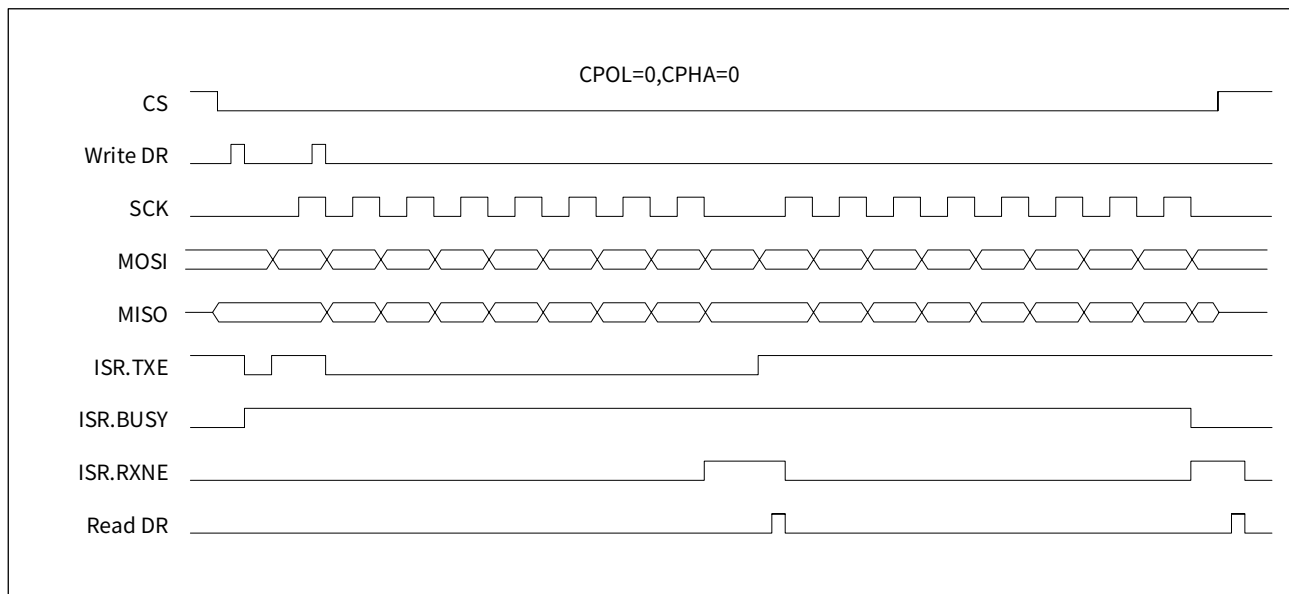 CPOL=0,CPHA=0
CS
Write DR
SCK
MOSI
MISO
ISR.TXE
ISR.BUSY
ISR.RXNE
Read DR